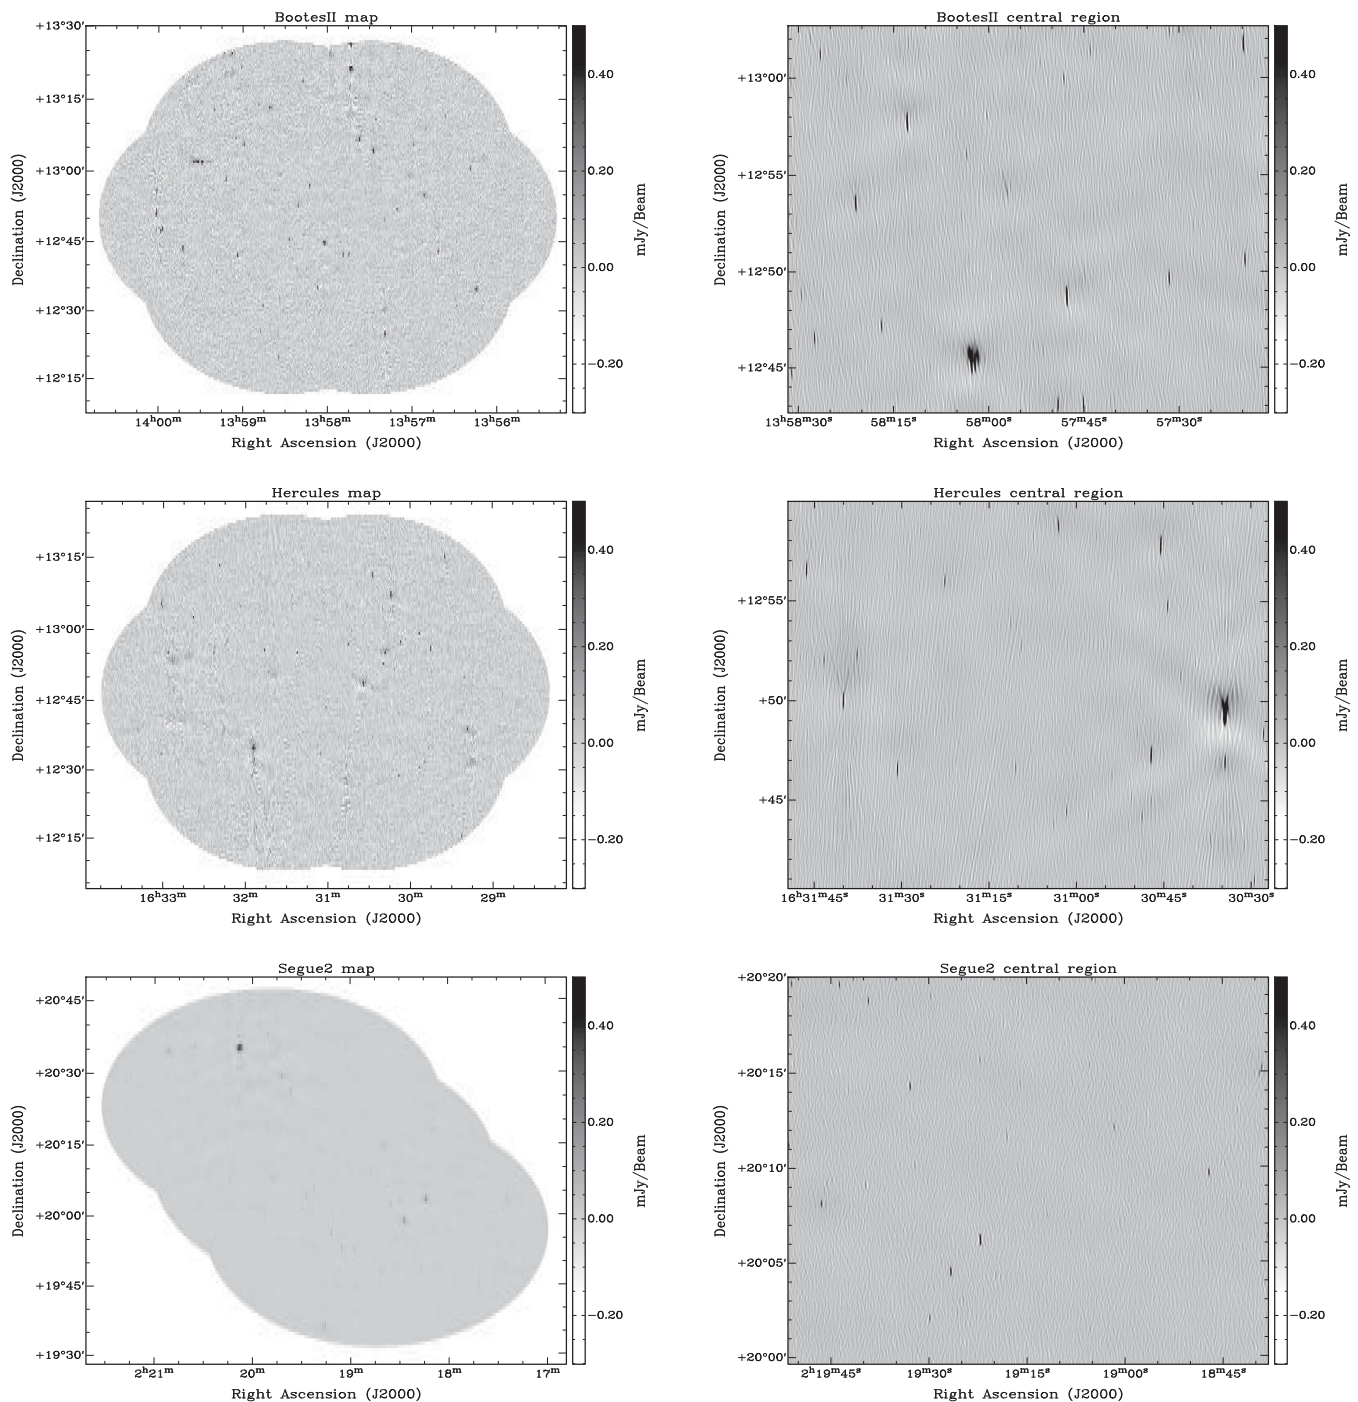 BootesII map
+13°30′
+13°15′
+13°00′
+12°45′
+12°30′
+12°15′
Declination (J2000)
14ʰ00ᵐ 13ʰ59ᵐ 13ʰ58ᵐ 13ʰ57ᵐ 13ʰ56ᵐ
Right Ascension (J2000)
0.40
0.20
0.00
−0.20
mJy/Beam
BootesII central region
+13°00′
+12°55′
+12°50′
+12°45′
Declination (J2000)
13ʰ58ᵐ30ˢ 58ᵐ15ˢ 58ᵐ00ˢ 57ᵐ45ˢ 57ᵐ30ˢ
Right Ascension (J2000)
0.40
0.20
0.00
−0.20
mJy/Beam
Hercules map
+13°15′
+13°00′
+12°45′
+12°30′
+12°15′
Declination (J2000)
16ʰ33ᵐ 32ᵐ 31ᵐ 30ᵐ 29ᵐ
Right Ascension (J2000)
0.40
0.20
0.00
−0.20
mJy/Beam
Hercules central region
+12°55′
+50′
+45′
Declination (J2000)
16ʰ31ᵐ45ˢ 31ᵐ30ˢ 31ᵐ15ˢ 31ᵐ00ˢ 30ᵐ45ˢ 30ᵐ30ˢ
Right Ascension (J2000)
0.40
0.20
0.00
−0.20
mJy/Beam
Segue2 map
+20°45′
+20°30′
+20°15′
+20°00′
+19°45′
+19°30′
Declination (J2000)
2ʰ21ᵐ 20ᵐ 19ᵐ 18ᵐ 17ᵐ
Right Ascension (J2000)
0.40
0.20
0.00
−0.20
mJy/Beam
Segue2 central region
+20°20′
+20°15′
+20°10′
+20°05′
+20°00′
Declination (J2000)
2ʰ19ᵐ45ˢ 19ᵐ30ˢ 19ᵐ15ˢ 19ᵐ00ˢ 18ᵐ45ˢ
Right Ascension (J2000)
0.40
0.20
0.00
−0.20
mJy/Beam